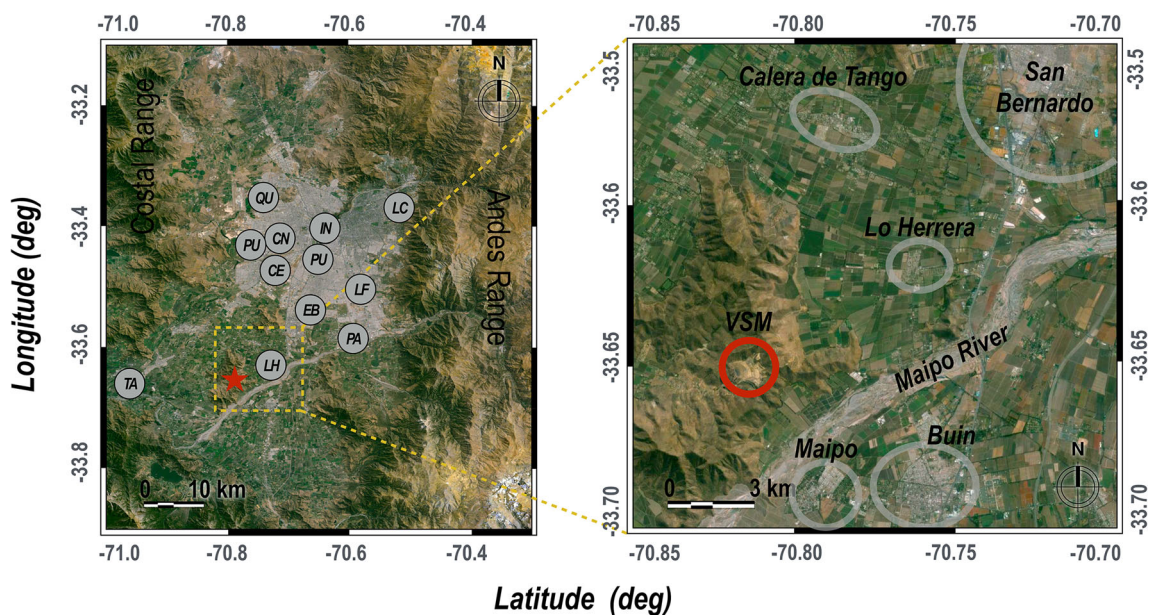 -71.0 -70.8 -70.6 -70.4
-70.85 -70.80 -70.75 -70.70
Longitude (deg)
-33.2
-33.4
-33.6
-33.8
Costal Range
Andes Range
N
QU
LC
IN
PU
CN
PU
CE
LF
EB
PA
LH
TA
0 10 km
-71.0 -70.8 -70.6 -70.4
-33.5
-33.6
-33.65
-33.70
Calera de Tango
San
Bernardo
Lo Herrera
VSM
Maipo River
Maipo
Buin
N
0 3 km
-33.5
-33.6
-33.65
-33.70
-70.85 -70.80 -70.75 -70.70
Latitude (deg)